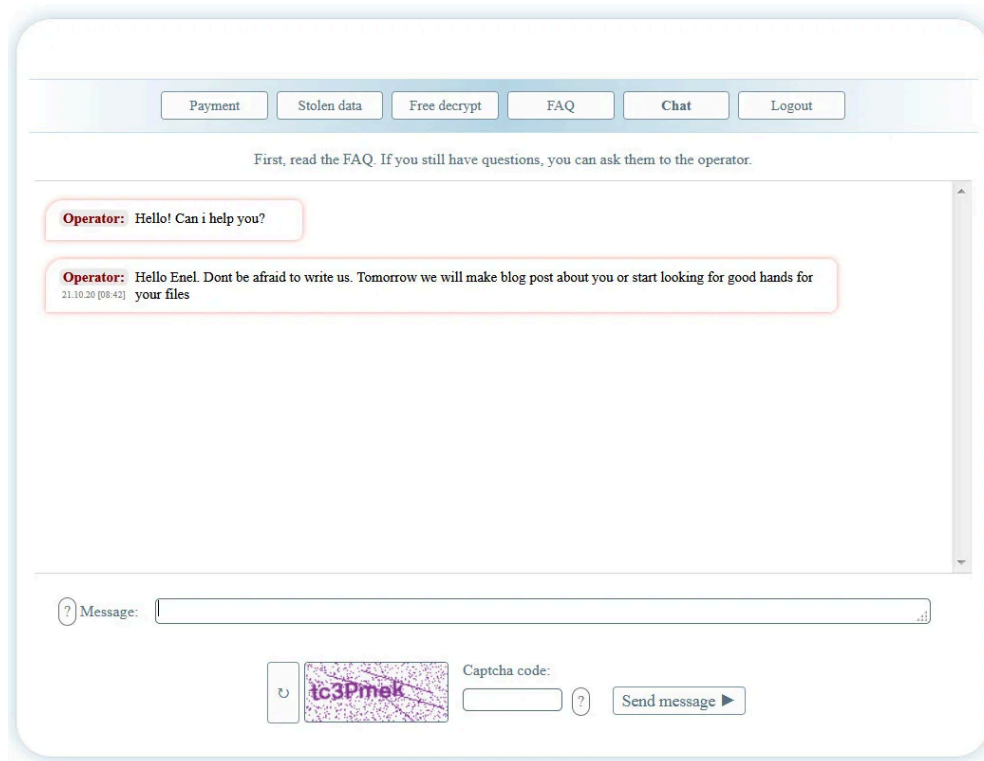 Payment Stolen data Free decrypt FAQ Chat Logout
First, read the FAQ. If you still have questions, you can ask them to the operator.
Operator: Hello! Can i help you?
Operator: Hello Enel. Dont be afraid to write us. Tomorrow we will make blog post about you or start looking for good hands for
21.10.20 [08:42] your files
? Message:
Captcha code:
↻ tc3Pmek ? Send message ▶